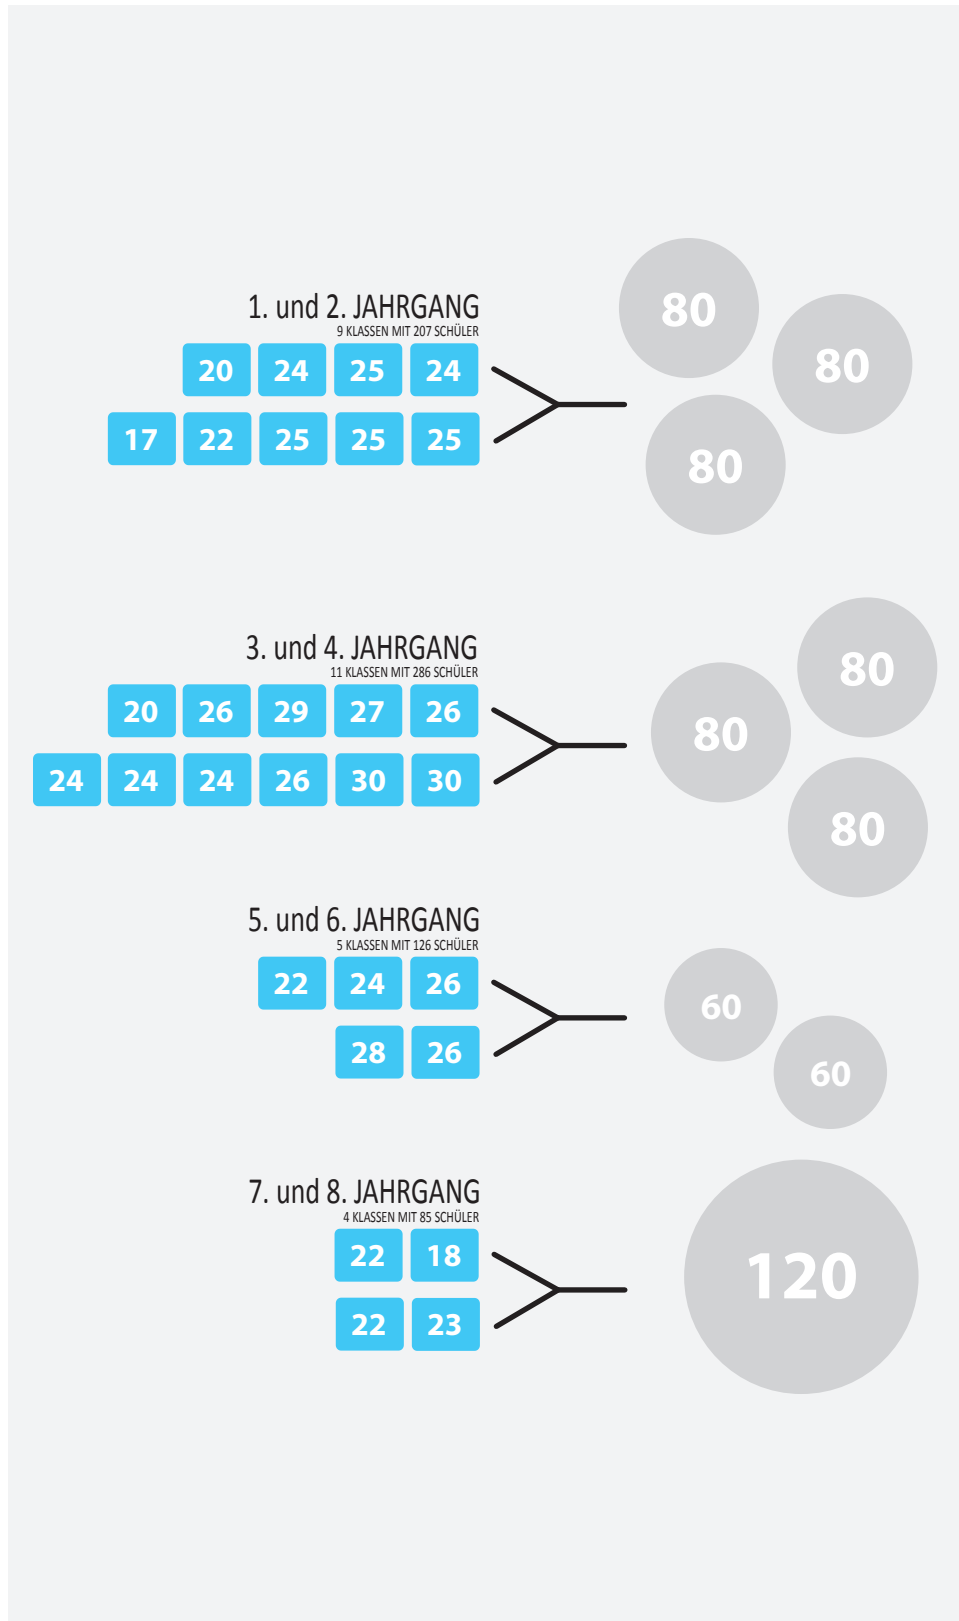 1. und 2. JAHRGANG
9 KLASSEN MIT 207 SCHÜLER
20 24 25 24
17 22 25 25 25
80
80
80
3. und 4. JAHRGANG
11 KLASSEN MIT 286 SCHÜLER
20 26 29 27 26
24 24 24 26 30 30
80
80
80
5. und 6. JAHRGANG
5 KLASSEN MIT 126 SCHÜLER
22 24 26
28 26
60
60
7. und 8. JAHRGANG
4 KLASSEN MIT 85 SCHÜLER
22 18
22 23
120